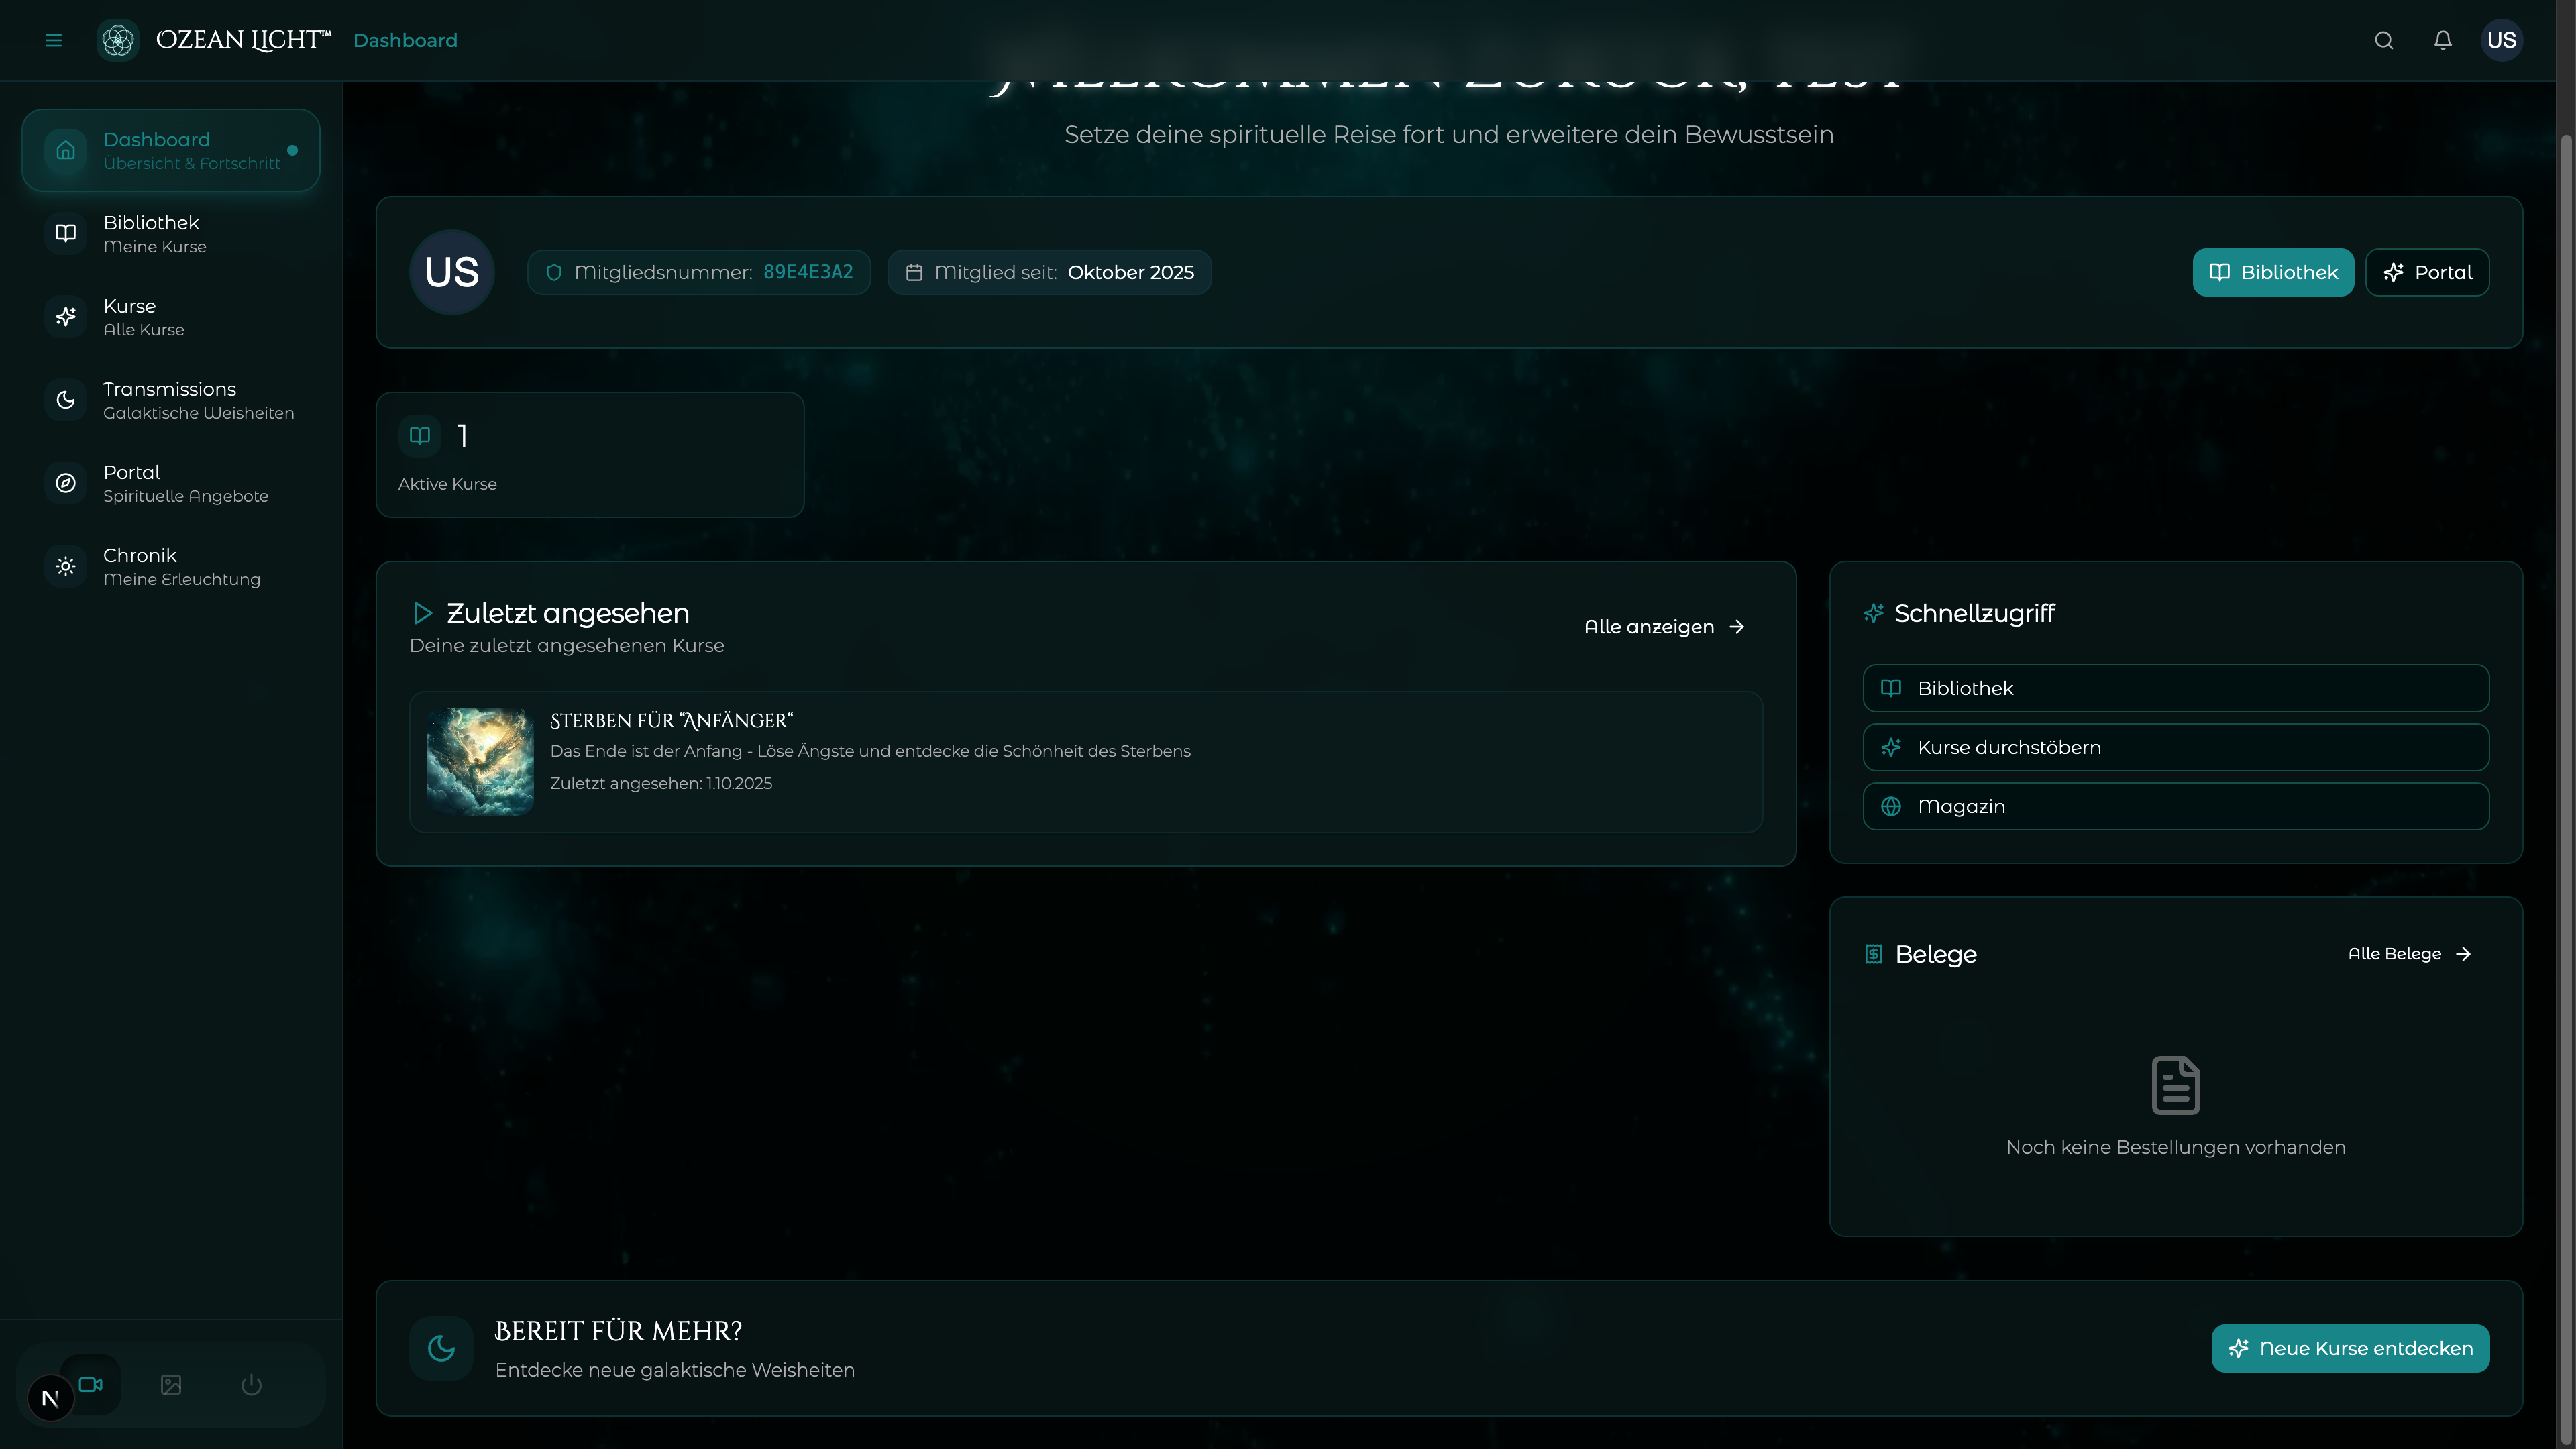 OZEAN LICHT™ Dashboard
US
WILLKOMMEN ZURÜCK, TEST
Setze deine spirituelle Reise fort und erweitere dein Bewusstsein
Dashboard
Übersicht & Fortschritt
Bibliothek
Meine Kurse
Kurse
Alle Kurse
Transmissions
Galaktische Weisheiten
Portal
Spirituelle Angebote
Chronik
Meine Erleuchtung
N
US
Mitgliedsnummer: 89E4E3A2
Mitglied seit: Oktober 2025
Bibliothek
Portal
1
Aktive Kurse
Zuletzt angesehen
Deine zuletzt angesehenen Kurse
Alle anzeigen
STERBEN FÜR “ANFÄNGER“
Das Ende ist der Anfang - Löse Ängste und entdecke die Schönheit des Sterbens
Zuletzt angesehen: 1.10.2025
Schnellzugriff
Bibliothek
Kurse durchstöbern
Magazin
Belege
Alle Belege
Noch keine Bestellungen vorhanden
BEREIT FÜR MEHR?
Entdecke neue galaktische Weisheiten
Neue Kurse entdecken